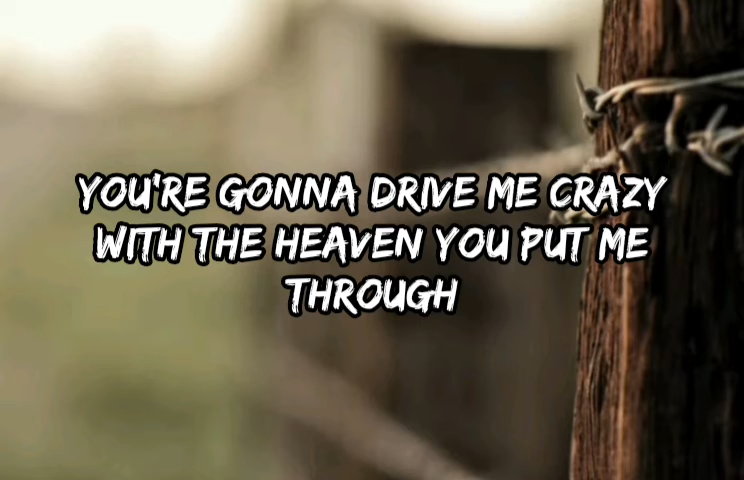 YOU'RE GONNA DRIVE ME CRAZY
WITH THE HEAVEN YOU PUT ME
THROUGH